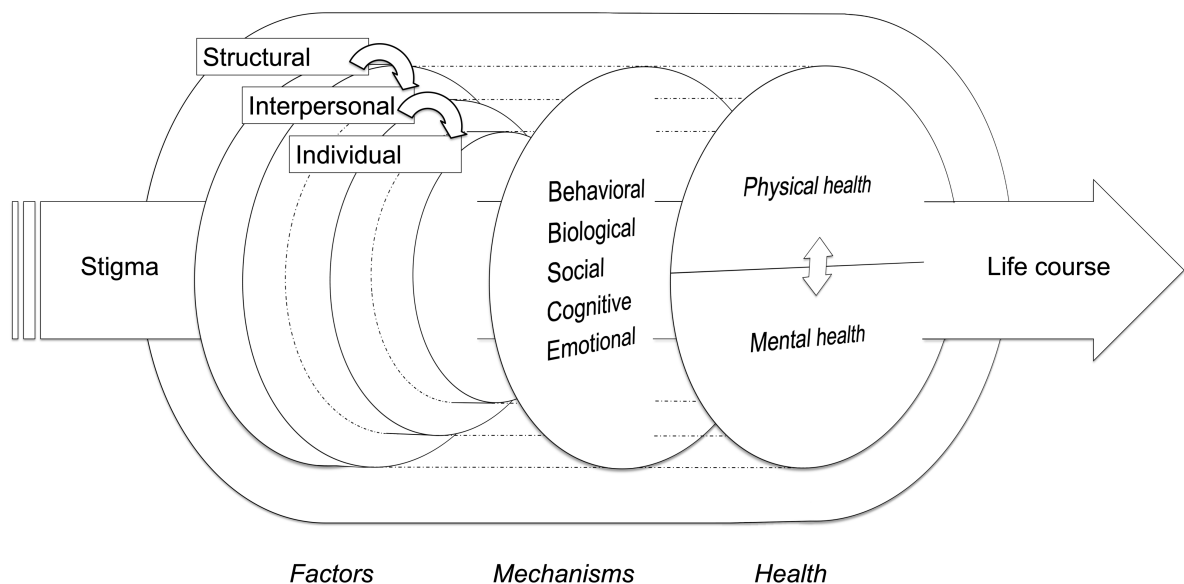 Structural
Interpersonal
Individual
Stigma
Behavioral
Biological
Social
Cognitive
Emotional
Physical health
Mental health
Life course
Factors
Mechanisms
Health